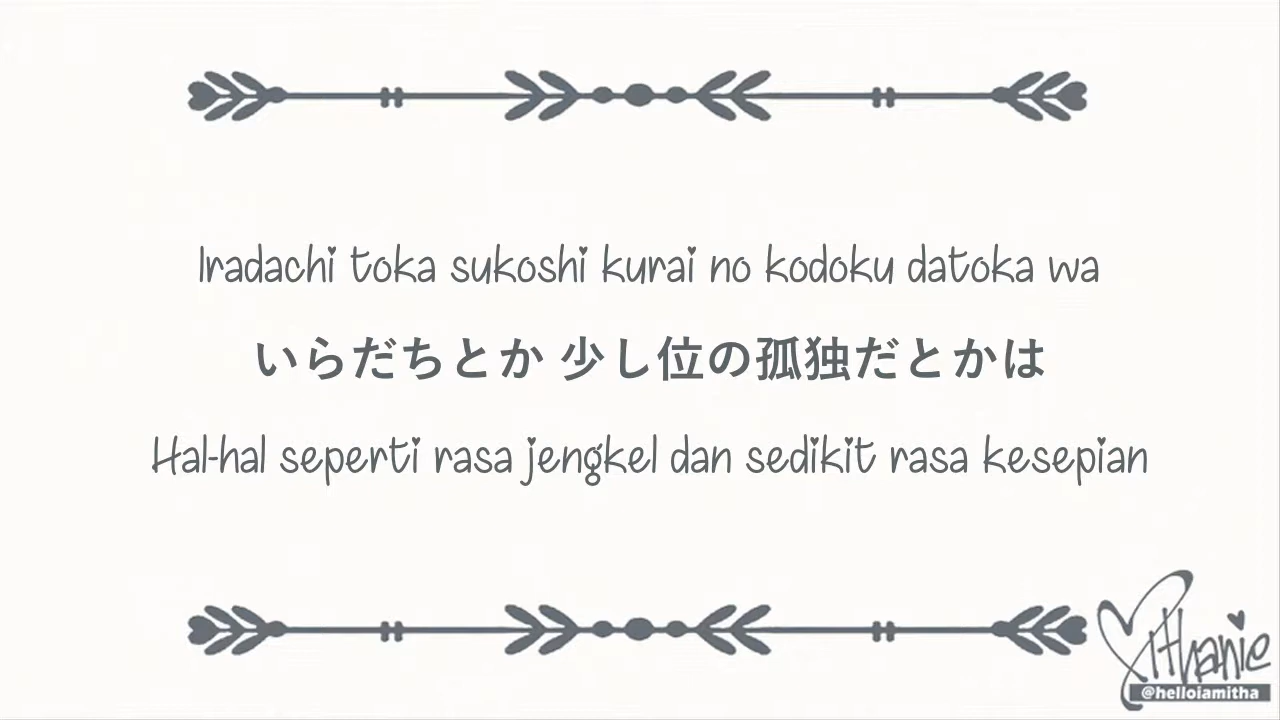 Iradachi toka sukoshi kurai no kodoku datoka wa
いらだちとか 少し位の孤独だとかは
Hal-hal seperti rasa jengkel dan sedikit rasa kesepian
Mithanie
@helloiamitha